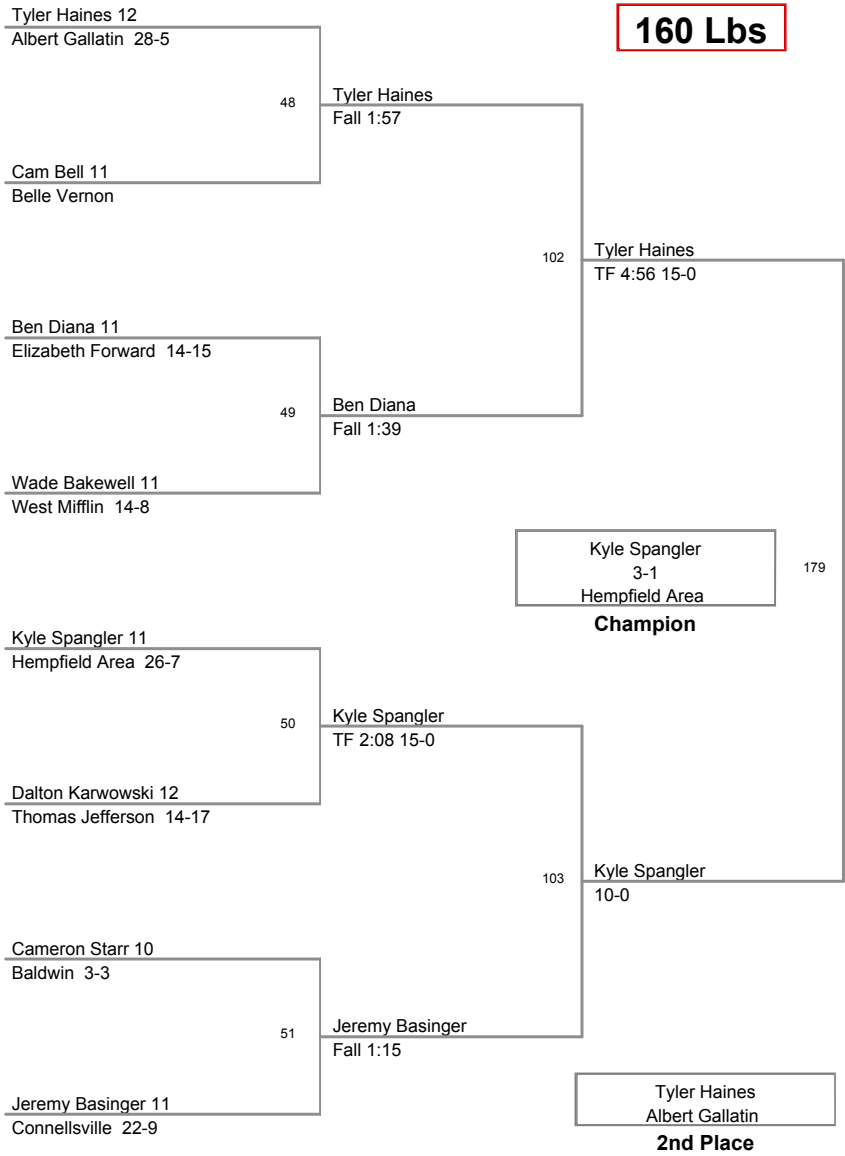 Tyler Haines 12
Albert Gallatin 28-5
160 Lbs
48
Tyler Haines
Fall 1:57
Cam Bell 11
Belle Vernon
102
Tyler Haines
TF 4:56 15-0
Ben Diana 11
Elizabeth Forward 14-15
49
Ben Diana
Fall 1:39
Wade Bakewell 11
West Mifflin 14-8
Kyle Spangler
3-1
Hempfield Area
Champion
179
Kyle Spangler 11
Hempfield Area 26-7
50
Kyle Spangler
TF 2:08 15-0
Dalton Karwowski 12
Thomas Jefferson 14-17
103
Kyle Spangler
10-0
Cameron Starr 10
Baldwin 3-3
51
Jeremy Basinger
Fall 1:15
Jeremy Basinger 11
Connellsville 22-9
Tyler Haines
Albert Gallatin
2nd Place